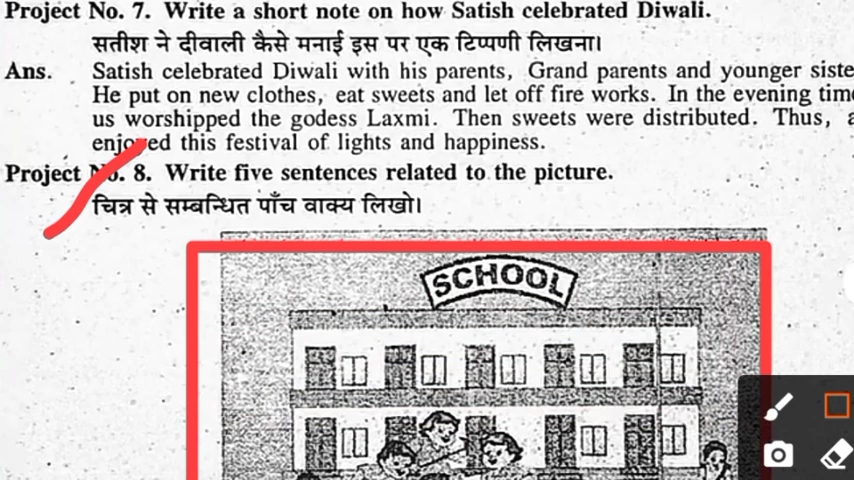 Project No. 7. Write a short note on how Satish celebrated Diwali.
सतीश ने दीवाली कैसे मनाई इस पर एक टिप्पणी लिखना।
Ans. Satish celebrated Diwali with his parents, Grand parents and younger siste
He put on new clothes, eat sweets and let off fire works. In the evening time
us worshipped the godess Laxmi. Then sweets were distributed. Thus, a
enjoyed this festival of lights and happiness.
Project No. 8. Write five sentences related to the picture.
चित्र से सम्बन्धित पाँच वाक्य लिखो।
SCHOOL